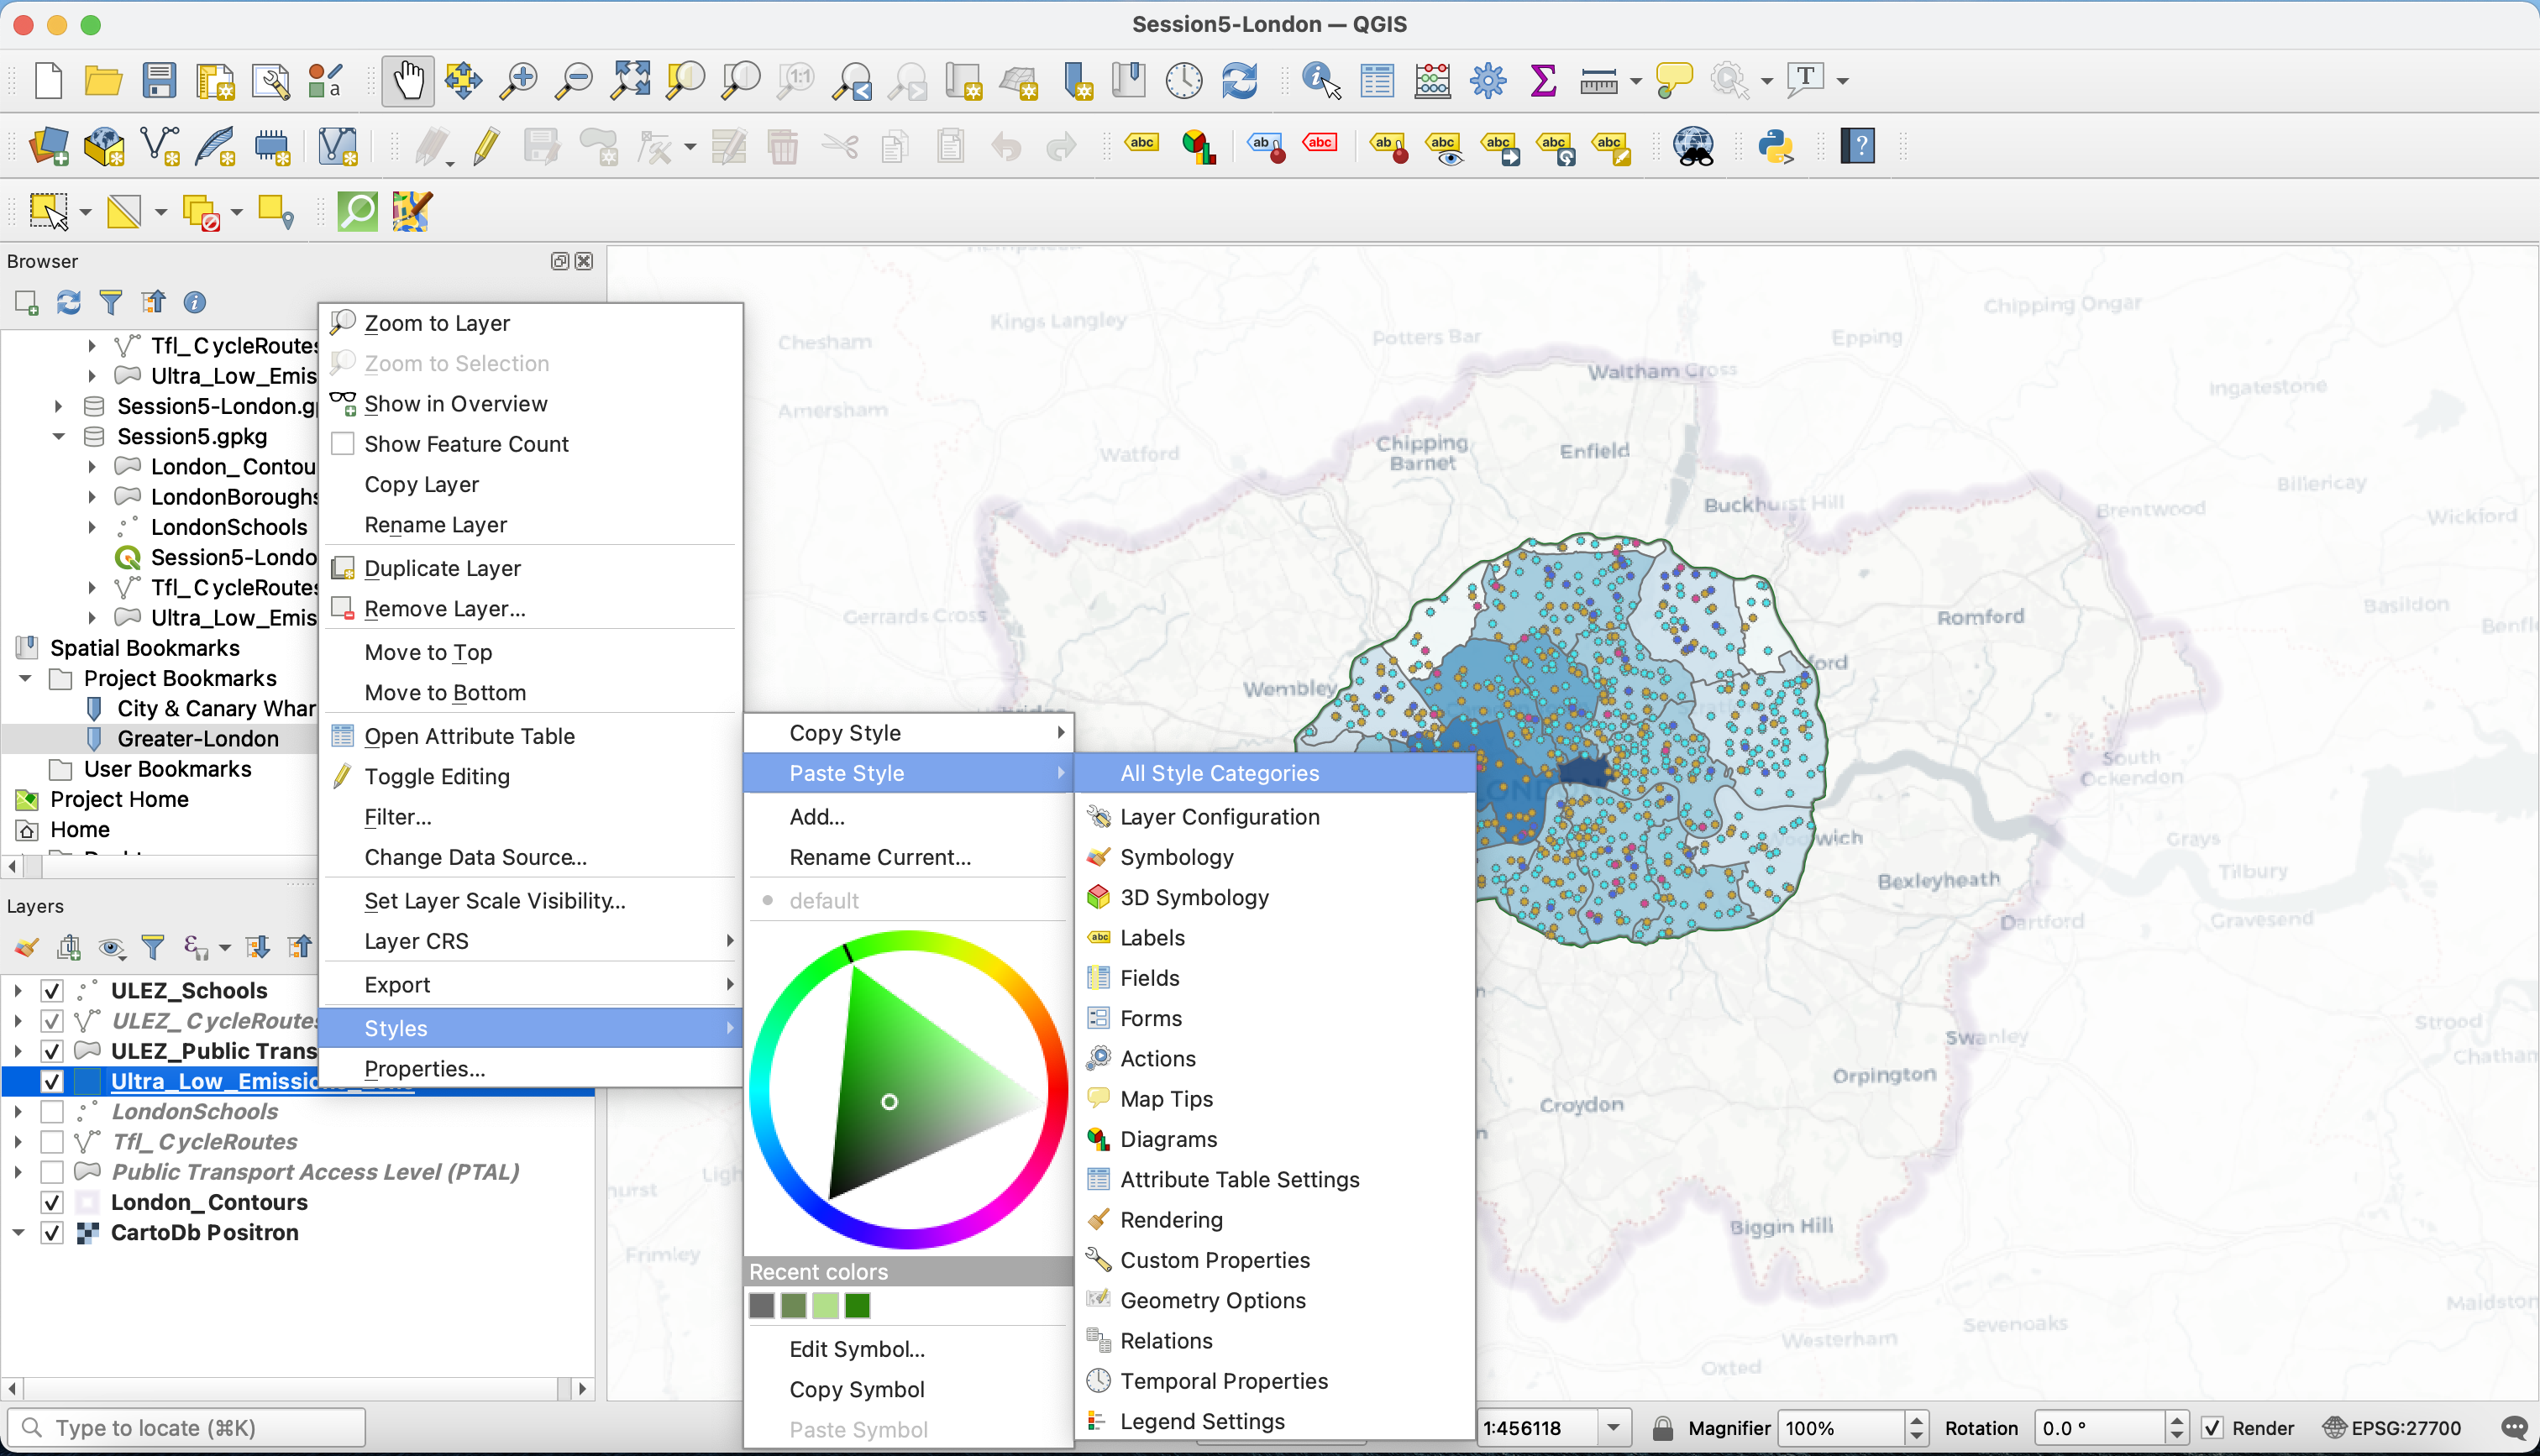 Session5-London — QGIS
Browser
Tfl_CycleRoutes
Ultra_Low_Emis
Session5-London.g
Session5.gpkg
London_Contou
LondonBoroughs
LondonSchools
Session5-Londo
Tfl_CycleRoutes
Ultra_Low_Emis
Spatial Bookmarks
Project Bookmarks
City & Canary Whar
Greater-London
User Bookmarks
Project Home
Home
Layers
ULEZ_Schools
ULEZ_CycleRoutes
ULEZ_Public Trans
Ultra_Low_Emissio
LondonSchools
Tfl_CycleRoutes
Public Transport Access Level (PTAL)
London_Contours
CartoDb Positron
Zoom to Layer
Zoom to Selection
Show in Overview
Show Feature Count
Copy Layer
Rename Layer
Duplicate Layer
Remove Layer...
Move to Top
Move to Bottom
Open Attribute Table
Toggle Editing
Filter...
Change Data Source...
Set Layer Scale Visibility...
Layer CRS
Export
Styles
Properties...
Copy Style
Paste Style
Add...
Rename Current...
default
Recent colors
Edit Symbol...
Copy Symbol
Paste Symbol
All Style Categories
Layer Configuration
Symbology
3D Symbology
Labels
Fields
Forms
Actions
Map Tips
Diagrams
Attribute Table Settings
Rendering
Custom Properties
Geometry Options
Relations
Temporal Properties
Legend Settings
Chesham
Kings Langley
Potters Bar
Epping
Chipping Ongar
Amersham
Waltham Cross
Ingatestone
Watford
Chipping
Barnet
Enfield
Buckhurst Hill
Billericay
Brentwood
Wickford
Gerrards Cross
Romford
Basildon
Benfle
Wembley
ford
South
Ockendon
wich
Grays
Tilbury
Bexleyheath
Dartford
Gravesend
Swanley
Strood
Chatham
Orpington
Croydon
Biggin Hill
hurst
Ligh
Frimley
Maidston
Sevenoaks
Westerham
Oxted
Type to locate (⌘K)
1:456118
Magnifier 100%
Rotation 0.0 °
Render
EPSG:27700